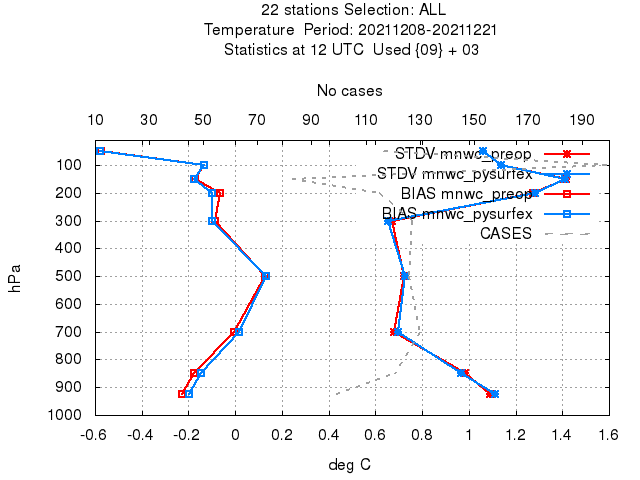 22 stations Selection: ALL
Temperature  Period: 20211208-20211221
Statistics at 12 UTC  Used {09} + 03
No cases
10 30 50 70 90 110 130 150 170 190
STDV mnwc_preop
STDV mnwc_pysurfex
BIAS mnwc_preop
BIAS mnwc_pysurfex
CASES
100
200
300
400
500
600
700
800
900
1000
hPa
-0.6 -0.2 0 0.2 0.4 0.6 0.8 1 1.2 1.4 1.6
deg C